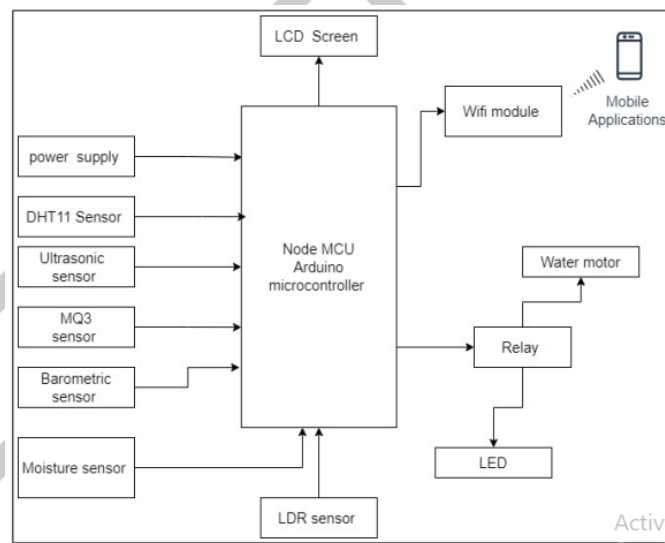 LCD Screen
Wifi module
Mobile
Applications
power supply
DHT11 Sensor
Ultrasonic
sensor
MQ3
sensor
Barometric
sensor
Moisture sensor
Node MCU
Arduino
microcontroller
Water motor
Relay
LED
LDR sensor
Activ